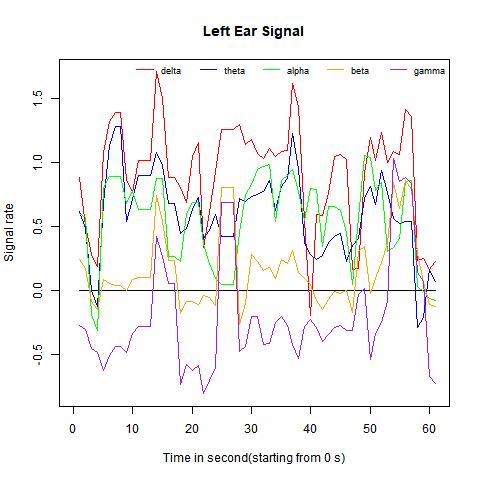 Left Ear Signal
delta theta alpha beta gamma
Signal rate
1.5
1.0
0.5
0.0
-0.5
0 10 20 30 40 50 60
Time in second(starting from 0 s)